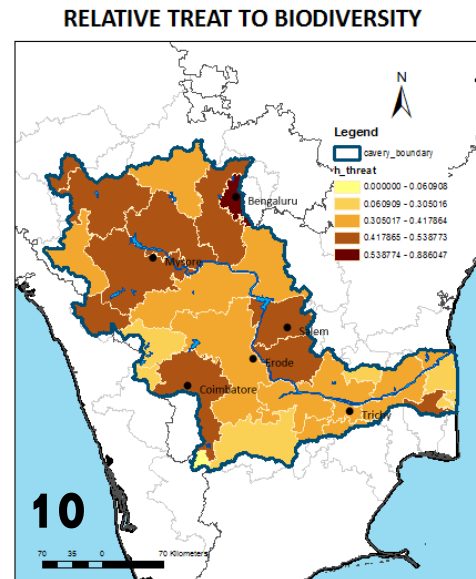 RELATIVE TREAT TO BIODIVERSITY
N
Legend
cavery_boundary
h_threat
0.000000 - 0.060908
0.060909 - 0.305016
0.305017 - 0.417864
0.417865 - 0.538773
0.538774 - 0.886047
Bengaluru
Mysore
Salem
Erode
Coimbatore
Trichy
10
70 35 0 70 Kilometers